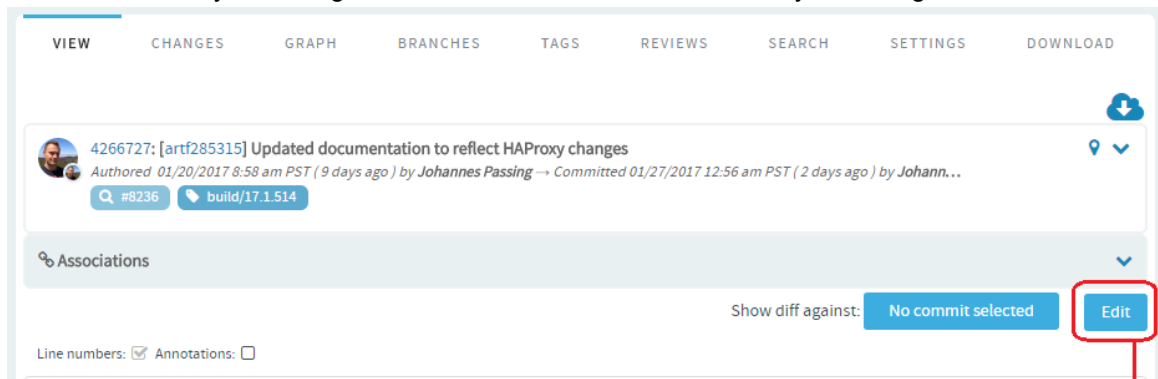 VIEW CHANGES GRAPH BRANCHES TAGS REVIEWS SEARCH SETTINGS DOWNLOAD
4266727: [artf285315] Updated documentation to reflect HAProxy changes
Authored 01/20/2017 8:58 am PST ( 9 days ago ) by Johannes Passing → Committed 01/27/2017 12:56 am PST ( 2 days ago ) by Johann...
#8236 build/17.1.514
Associations
Show diff against: No commit selected Edit
Line numbers: Annotations: